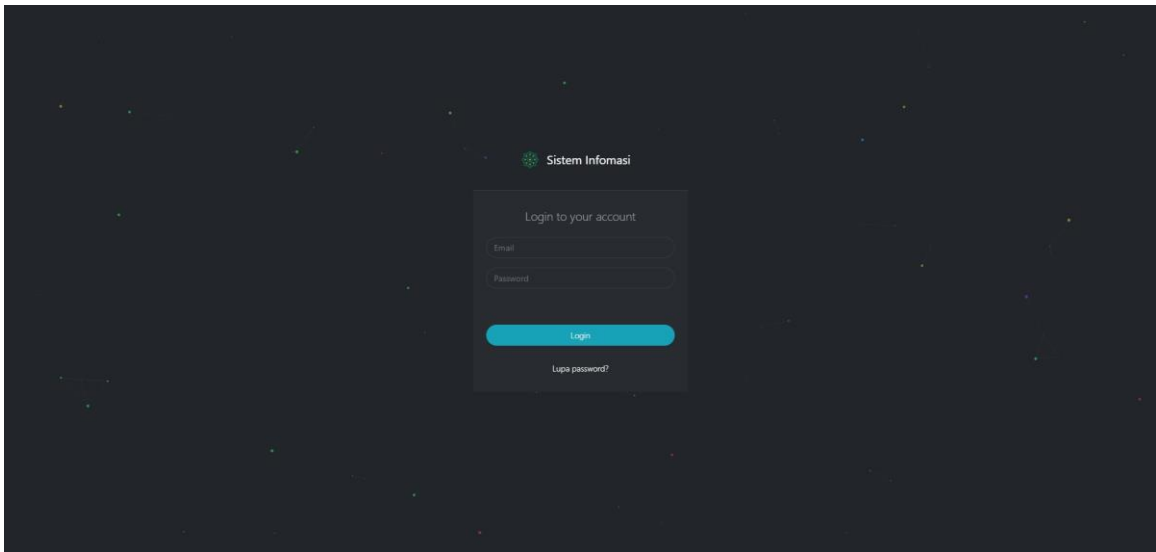 Sistem Infomasi
Login to your account
Email
Password
Login
Lupa password?